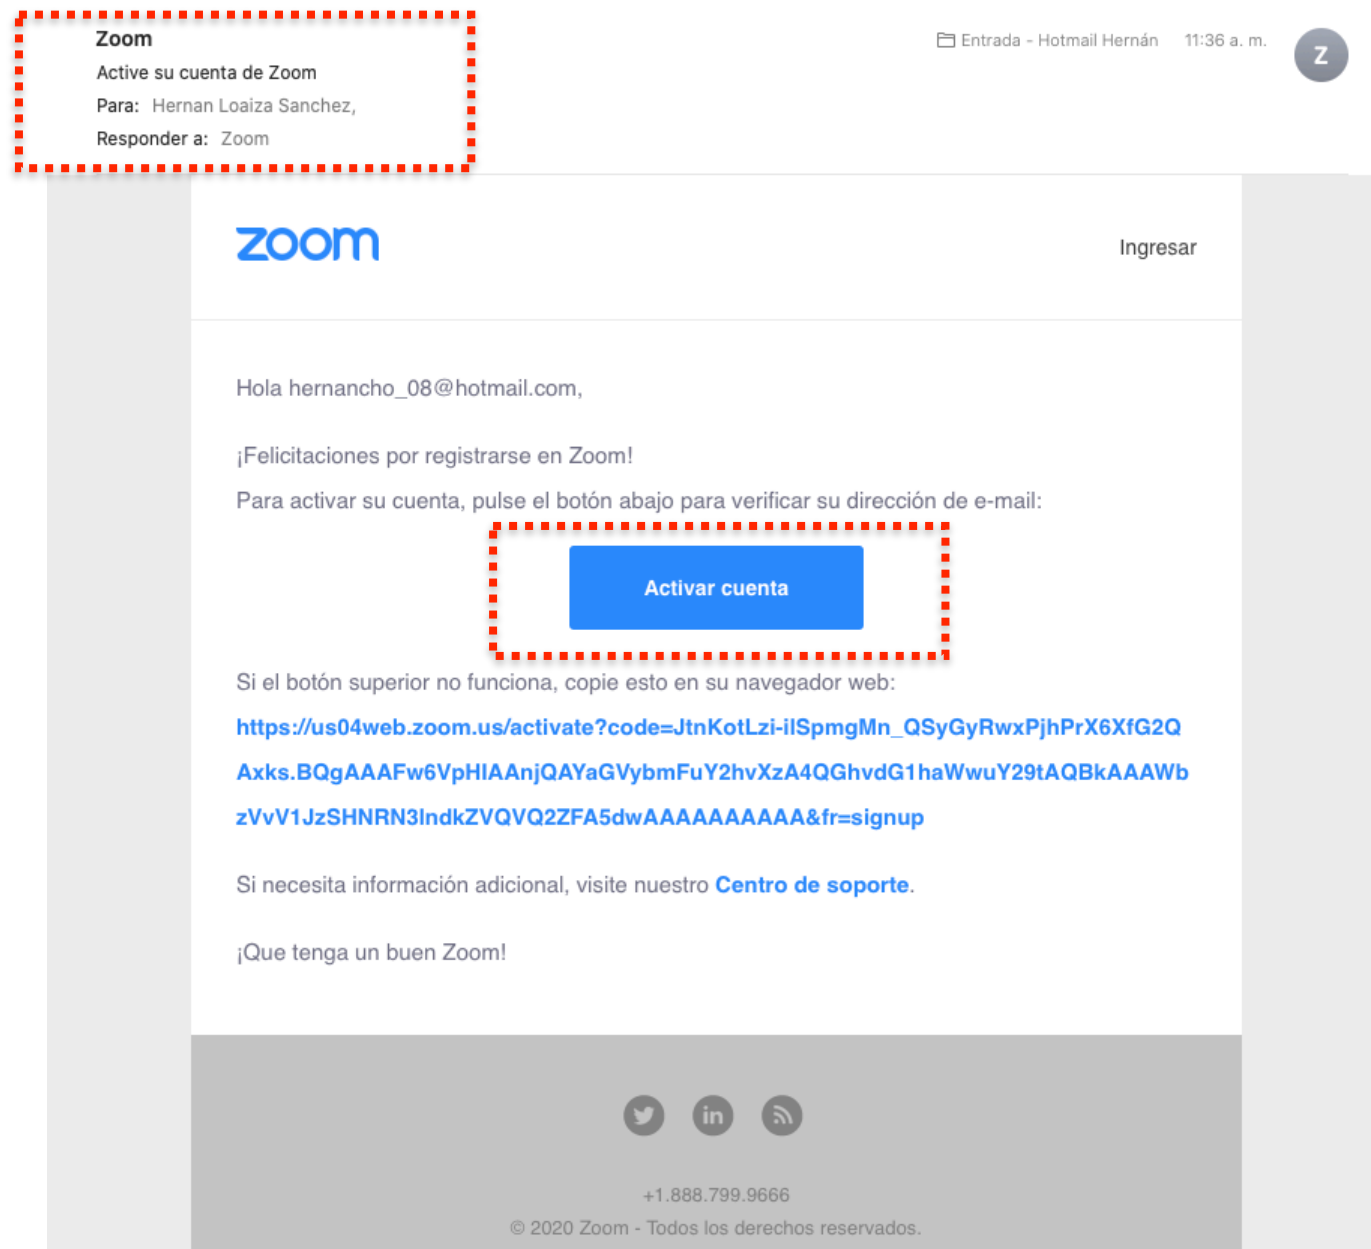 Zoom
Active su cuenta de Zoom
Para: Hernan Loaiza Sanchez,
Responder a: Zoom
Entrada - Hotmail Hernán 11:36 a. m.
Z
zoom
Ingresar
Hola hernancho_08@hotmail.com,
¡Felicitaciones por registrarse en Zoom!
Para activar su cuenta, pulse el botón abajo para verificar su dirección de e-mail:
Activar cuenta
Si el botón superior no funciona, copie esto en su navegador web:
https://us04web.zoom.us/activate?code=JtnKotLzi-ilSpmgMn_QSyGyRwxPjhPrX6XfG2Q
Axks.BQgAAAFw6VpHIAAnjQAYaGVybmFuY2hvXzA4QGhvdG1haWwuY29tAQBkAAAWb
zVvV1JzSHNRN3lndkZVQVQ2ZFA5dwAAAAAAAAAA&fr=signup
Si necesita información adicional, visite nuestro Centro de soporte.
¡Que tenga un buen Zoom!
in
+1.888.799.9666
© 2020 Zoom - Todos los derechos reservados.